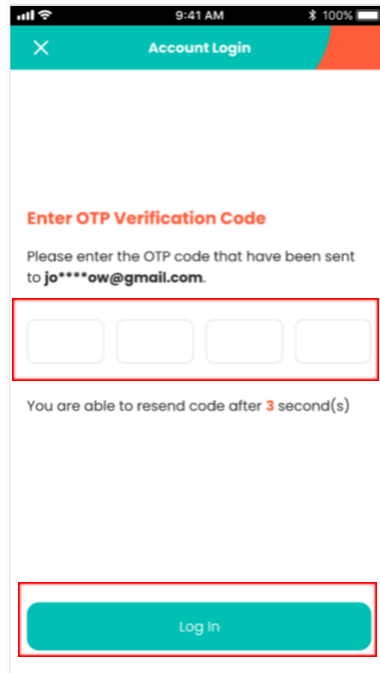 9:41 AM
100%
Account Login
Enter OTP Verification Code
Please enter the OTP code that have been sent
to jo****ow@gmail.com.
You are able to resend code after 3 second(s)
Log In